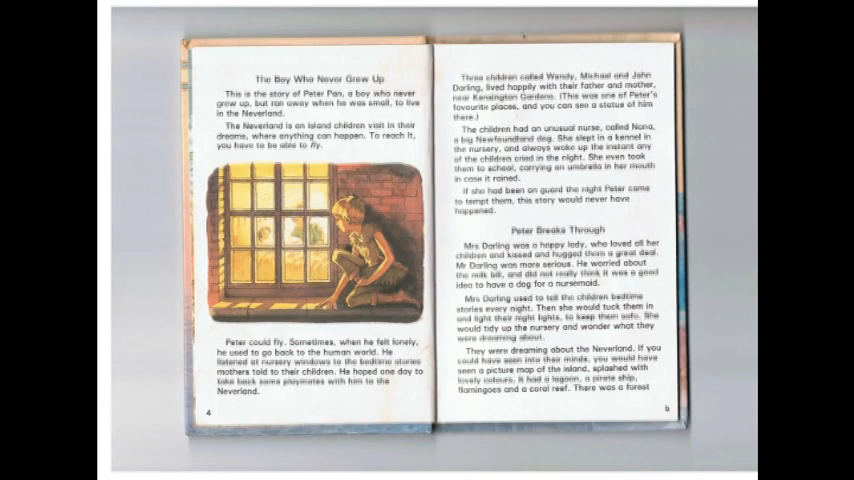 The Boy Who Never Grew Up
This is the story of Peter Pan, a boy who never
grew up, but ran away when he was small, to live
in the Neverland.
The Neverland is an island children visit in their
dreams, where anything can happen. To reach it,
you have to be able to fly.
Peter could fly. Sometimes, when he felt lonely,
he used to go back to the human world. He
listened at nursery windows to the bedtime stories
mothers told to their children. He hoped one day to
take back some playmates with him to the
Neverland.
4
Three children called Wendy, Michael and John
Darling, lived happily with their father and mother,
near Kensington Gardens. (This was one of Peter's
favourite places, and you can see a statue of him
there.)
The children had an unusual nurse, called Nana,
a big Newfoundland dog. She slept in a kennel in
the nursery, and always woke up the instant any
of the children cried in the night. She even took
them to school, carrying an umbrella in her mouth
in case it rained.
If she had been on guard the night Peter came
to tempt them, this story would never have
happened.
Peter Breaks Through
Mrs Darling was a happy lady, who loved all her
children and kissed and hugged them a great deal.
Mr Darling was more serious. He worried about
the milk bill, and did not really think it was a good
idea to have a dog for a nursemaid.
Mrs Darling used to tell the children bedtime
stories every night. Then she would tuck them in
and light their night lights, to keep them safe. She
would tidy up the nursery and wonder what they
were dreaming about.
They were dreaming about the Neverland. If you
could have seen into their minds, you would have
seen a picture map of the island, splashed with
lovely colours. It had a lagoon, a pirate ship,
flamingoes and a coral reef. There was a forest
5